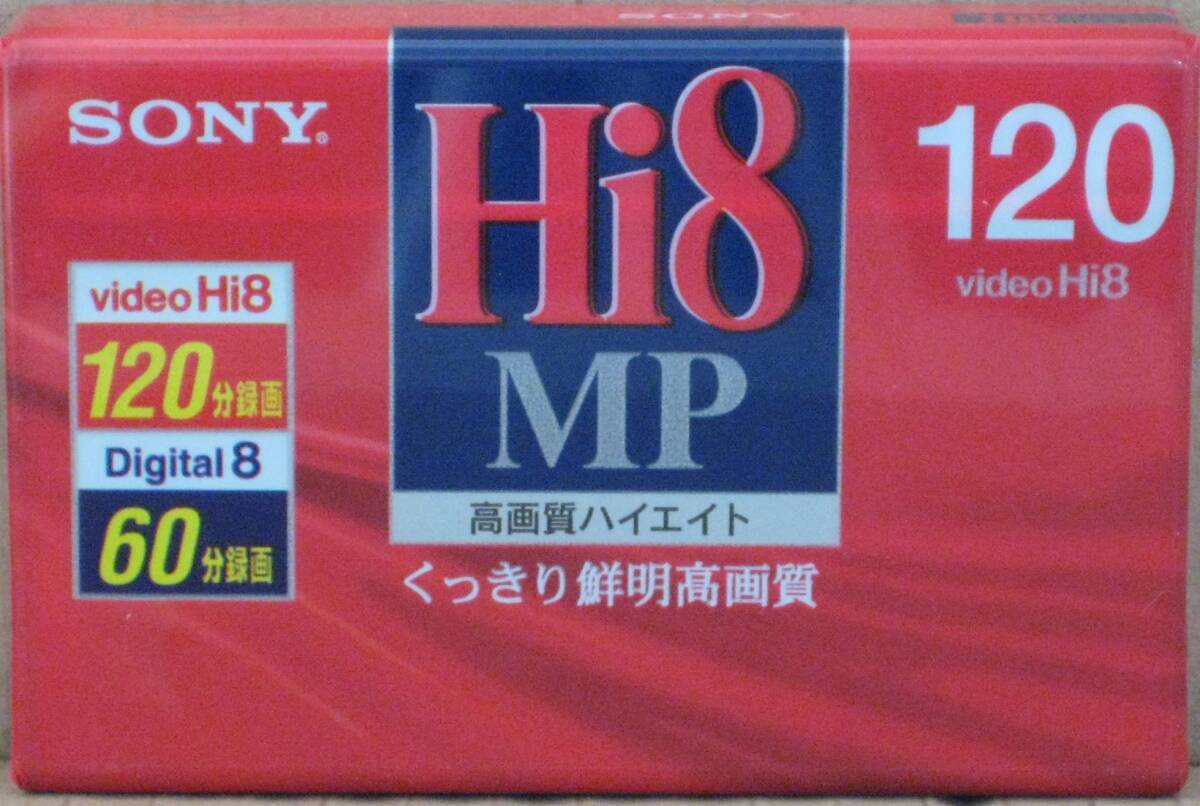 SONY
SONY®
Hi8
MP
高画質ハイエイト
くっきり鮮明高画質
120
video Hi8
video Hi8
120分録画
Digital 8
60分録画